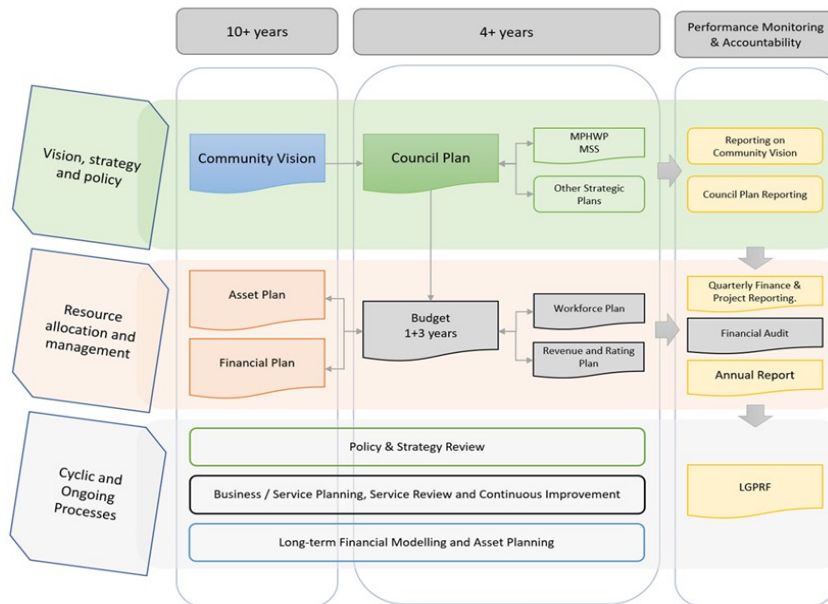 10+ years
4+ years
Performance Monitoring
& Accountability
Vision, strategy
and policy
Community Vision
Council Plan
MPHWP
MSS
Other Strategic
Plans
Reporting on
Community Vision
Council Plan Reporting
Resource
allocation and
management
Asset Plan
Financial Plan
Budget
1+3 years
Workforce Plan
Revenue and Rating
Plan
Quarterly Finance &
Project Reporting.
Financial Audit
Annual Report
Cyclic and
Ongoing
Processes
Policy & Strategy Review
Business / Service Planning, Service Review and Continuous Improvement
Long-term Financial Modelling and Asset Planning
LGPRF